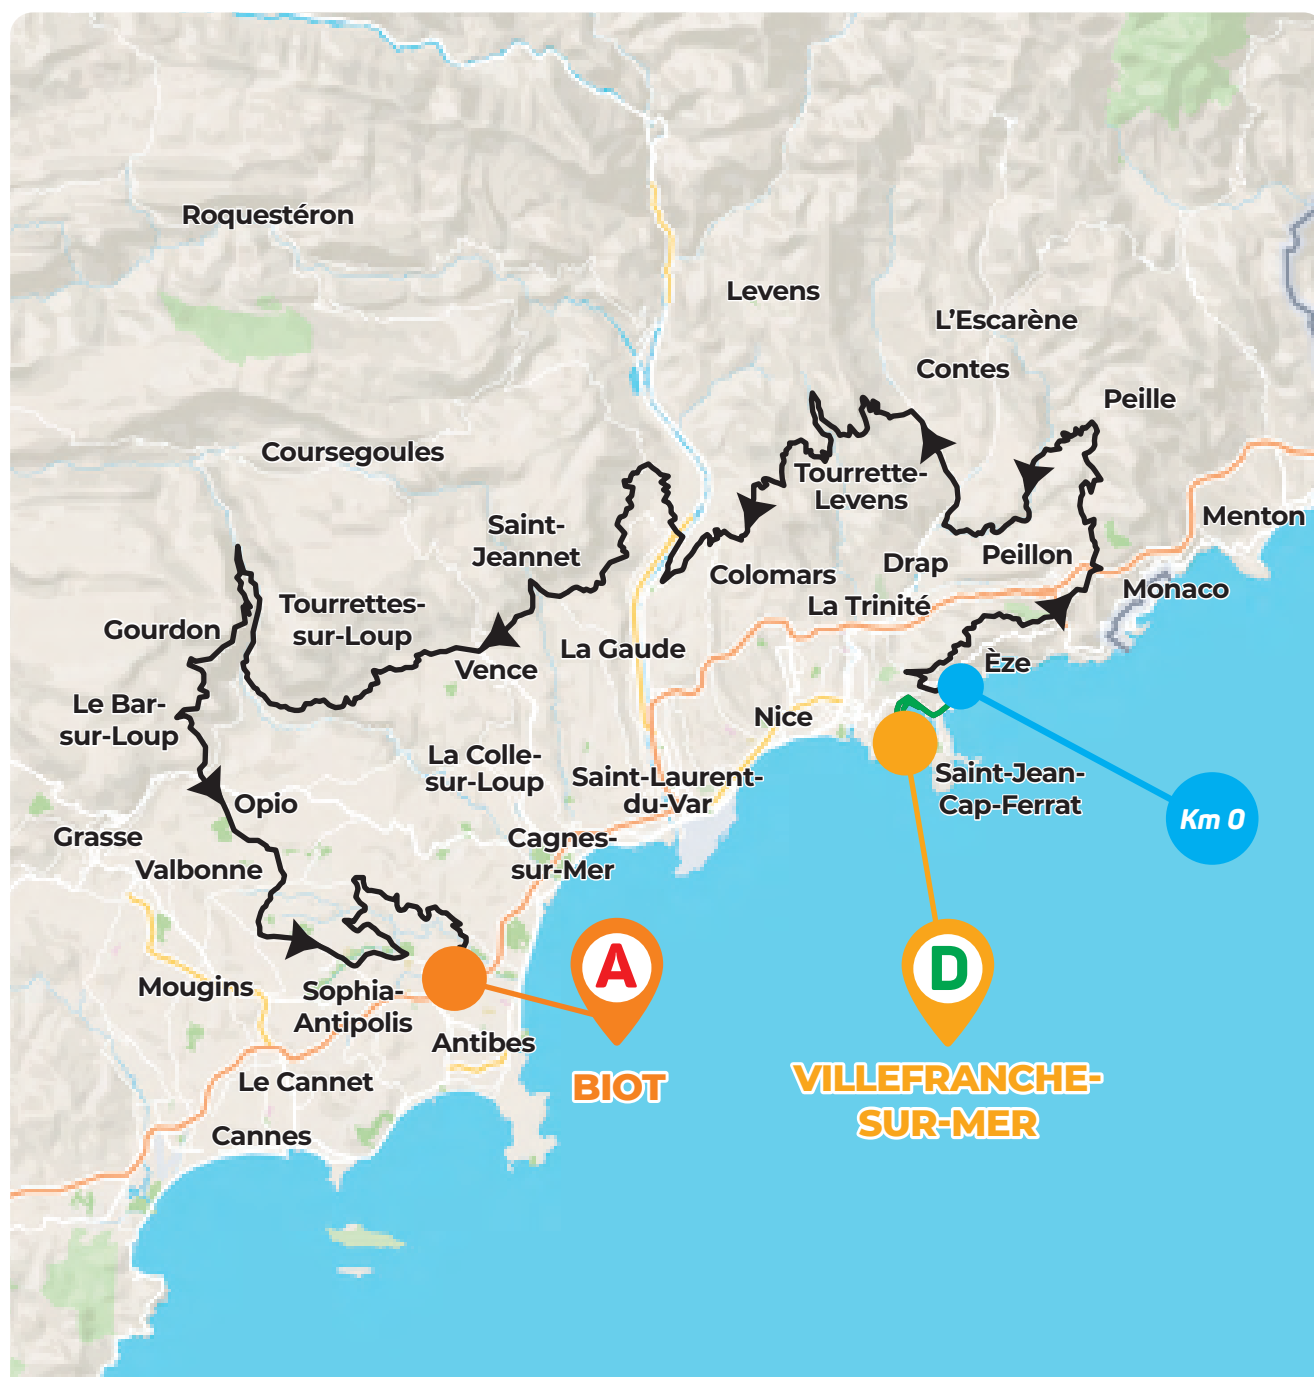 Roquestéron
Levens
L’Escarène
Contes
Peille
Coursegoules
Tourrette-
Levens
Saint-
Jeannet
Menton
Peillon
Drap
Colomars
Monaco
La Trinité
Tourrettes-
sur-Loup
Gourdon
La Gaude
Vence
Èze
Le Bar-
sur-Loup
Nice
La Colle-
sur-Loup
Saint-Laurent-
du-Var
Saint-Jean-
Cap-Ferrat
Km 0
Opio
Grasse
Cagnes-
sur-Mer
Valbonne
A
D
Mougins
Sophia-
Antipolis
Antibes
BIOT
VILLEFRANCHE-
SUR-MER
Le Cannet
Cannes